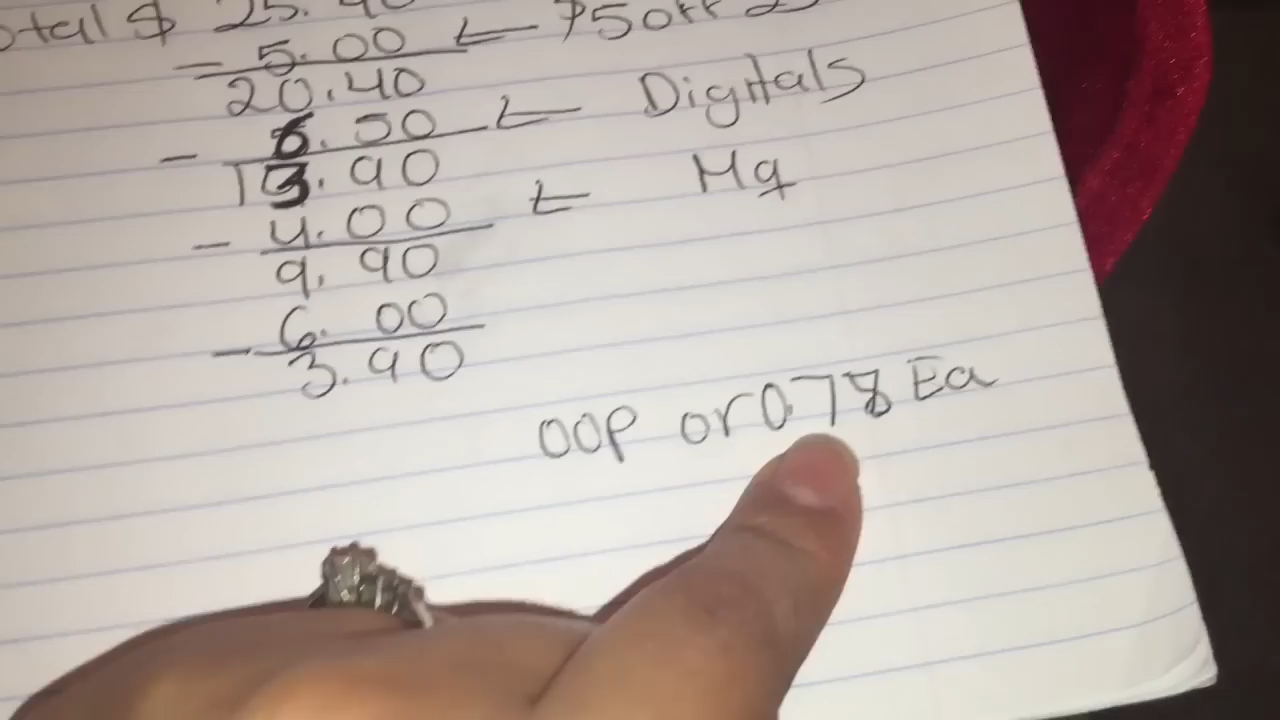 otal $ 25.40
- 5.00 ← $5 off 2
20.40
- 6.50 ← Digitals
13.90
- 4.00 ← Mq
9.90
- 6.00
3.90
OOP or 0.78 Ea